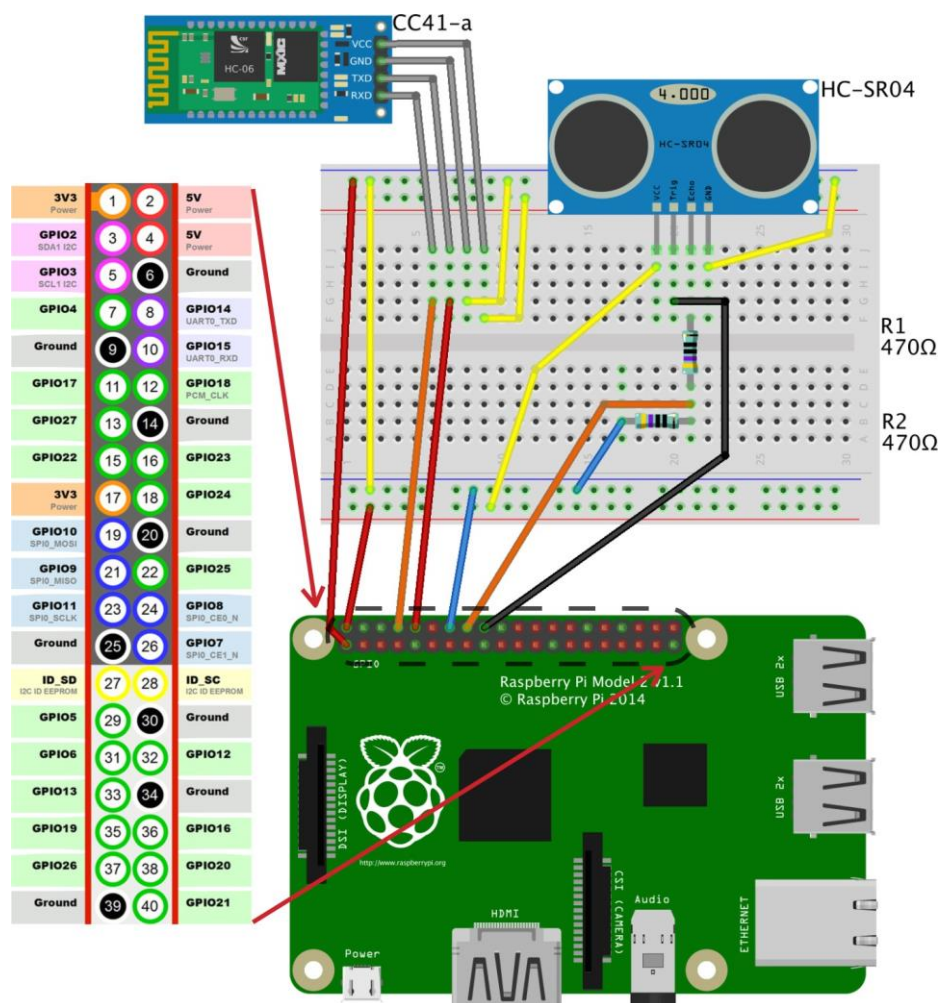 CC41-a
VCC
GND
TXD
RXD
HC-06
MXIC
HC-SR04
4.000
HC-SR04
VCC
Trig
Echo
GND
R1
470Ω
R2
470Ω
3V3
Power
1
2
5V
Power
GPIO2
SDA1 I2C
3
4
5V
Power
GPIO3
SCL1 I2C
5
6
Ground
GPIO4
7
8
GPIO14
UART0_TXD
Ground
9
10
GPIO15
UART0_RXD
GPIO17
11
12
GPIO18
PCM_CLK
GPIO27
13
14
Ground
GPIO22
15
16
GPIO23
3V3
Power
17
18
GPIO24
GPIO10
SPI0_MOSI
19
20
Ground
GPIO9
SPI0_MISO
21
22
GPIO25
GPIO11
SPI0_SCLK
23
24
GPIO8
SPI0_CE0_N
Ground
25
26
GPIO7
SPI0_CE1_N
ID_SD
I2C ID EEPROM
27
28
ID_SC
I2C ID EEPROM
GPIO5
29
30
Ground
GPIO6
31
32
GPIO12
GPIO13
33
34
Ground
GPIO19
35
36
GPIO16
GPIO26
37
38
GPIO20
Ground
39
40
GPIO21
GPIO
Raspberry Pi Model 2 v1.1
© Raspberry Pi 2014
DSI (DISPLAY)
TM
http://www.raspberrypi.org
CSI (CAMERA)
Power
HDMI
Audio
USB 2x
USB 2x
ETHERNET